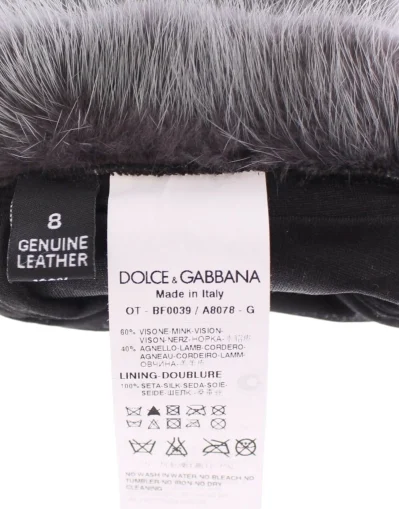 8
GENUINE
LEATHER
DOLCE & GABBANA
Made in Italy
OT - BF0039 / A8078 - G
60% VISONE-MINK-VISION-
VISON-NERZ-НОРКА-
40% AGNELLO-LAMB-CORDERO-
AGNEAU-CORDEIRO-LAMM-
ОВЧИНА-
LINING-DOUBLURE
100% SETA-SILK-SEDA-SOIE-
SEIDE-ШЕЛК-
NO WASH IN WATER. NO BLEACH NO
TUMBLER NO IRON NO DRY
CLEANING